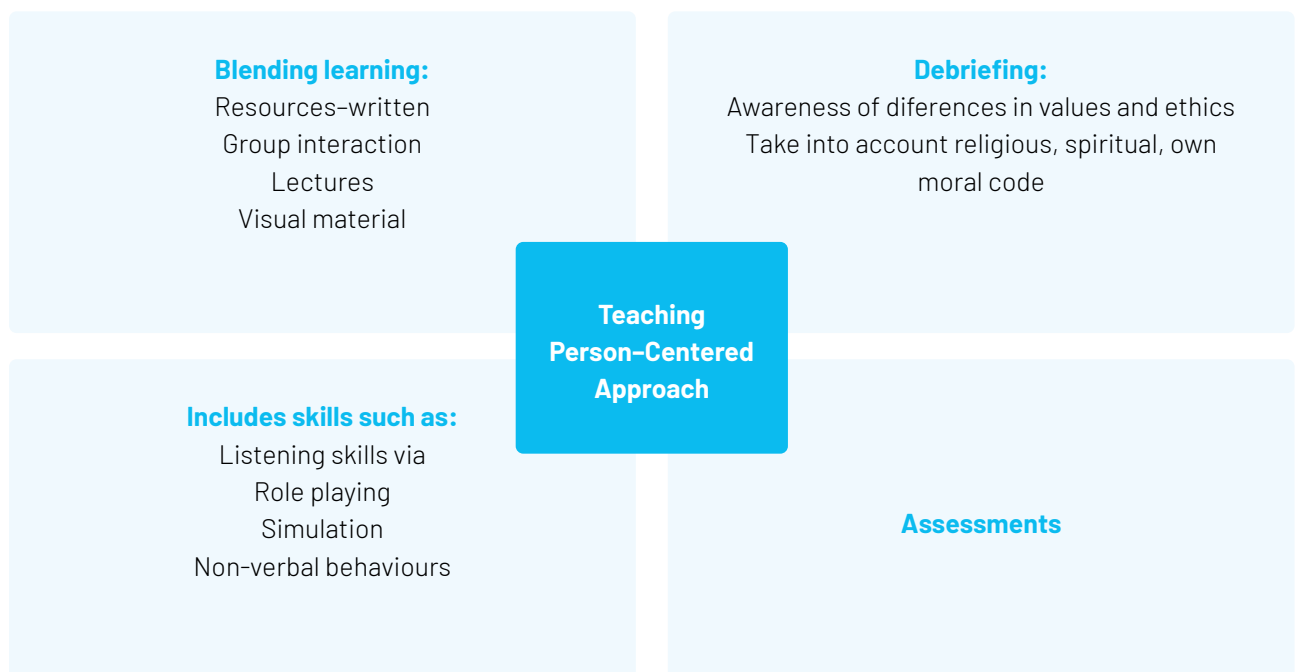 Blending learning:
Resources–written
Group interaction
Lectures
Visual material
Debriefing:
Awareness of diferences in values and ethics
Take into account religious, spiritual, own
moral code
Teaching
Person–Centered
Approach
Includes skills such as:
Listening skills via
Role playing
Simulation
Non-verbal behaviours
Assessments